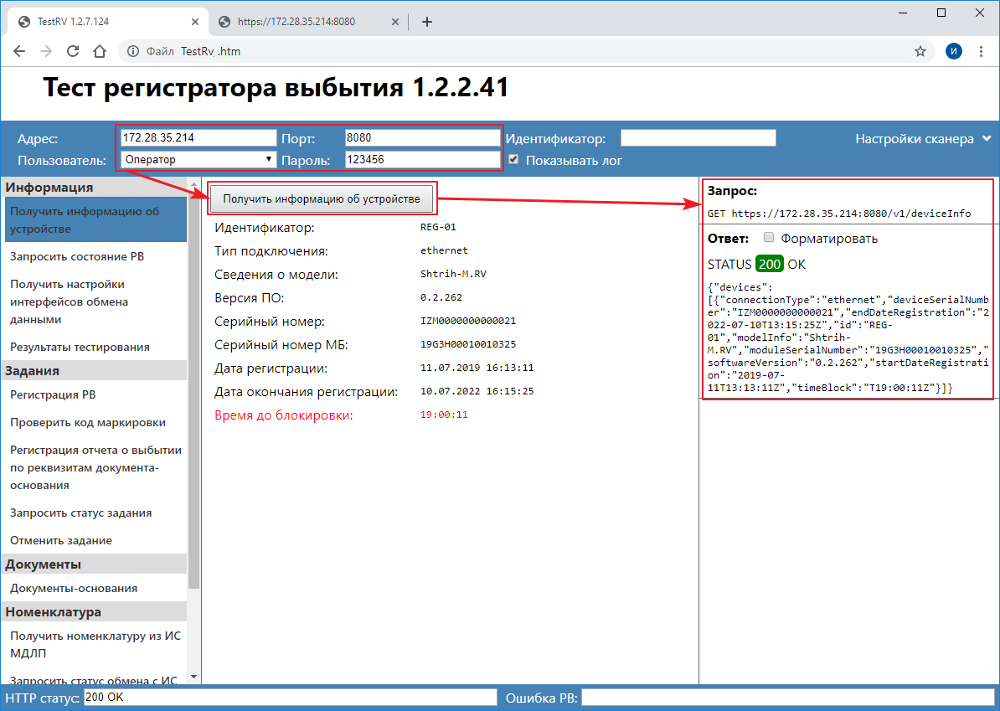 TestRV 1.2.7.124
https://172.28.35.214:8080
Файл TestRv_.htm
И
Тест регистратора выбытия 1.2.2.41
Адрес: 172.28.35.214 Порт: 8080 Идентификатор: Настройки сканера
Пользователь: Оператор Пароль: 123456 Показывать лог
Информация
Получить информацию об
устройстве
Запросить состояние РВ
Получить настройки
интерфейсов обмена
данными
Результаты тестирования
Задания
Регистрация РВ
Проверить код маркировки
Регистрация отчета о выбытии
по реквизитам документа-
основания
Запросить статус задания
Отменить задание
Документы
Документы-основания
Номенклатура
Получить номенклатуру из ИС
МДЛП
Запросить статус обмена с ИС
Получить информацию об устройстве
Идентификатор: REG-01
Тип подключения: ethernet
Сведения о модели: Shtrih-M.RV
Версия ПО: 0.2.262
Серийный номер: IZM0000000000021
Серийный номер МБ: 19G3H00010010325
Дата регистрации: 11.07.2019 16:13:11
Дата окончания регистрации: 10.07.2022 16:15:25
Время до блокировки: 19:00:11
Запрос:
GET https://172.28.35.214:8080/v1/deviceInfo
Ответ: Форматировать
STATUS 200 OK
{"devices":
[{"connectionType":"ethernet","deviceSerialNumb
er":"IZM0000000000021","endDateRegistration":"2
022-07-10T13:15:25Z","id":"REG-
01","modelInfo":"Shtrih-
M.RV","moduleSerialNumber":"19G3H00010010325","
softwareVersion":"0.2.262","startDateRegistrati
on":"2019-07-
11T13:13:11Z","timeBlock":"T19:00:11Z"}]}
HTTP статус: 200 OK Ошибка РВ: